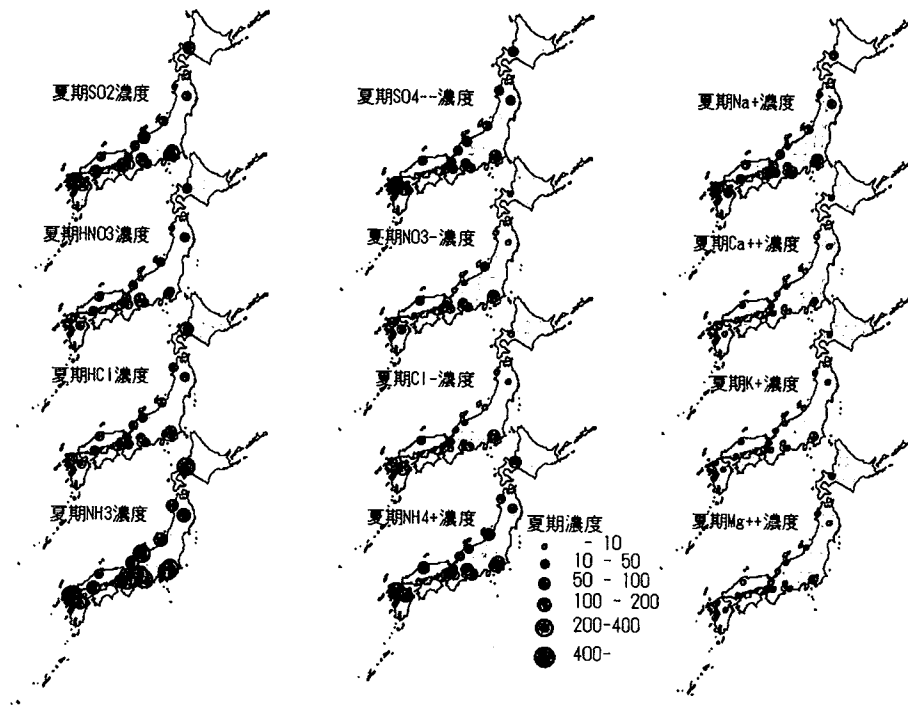 夏期SO2濃度
夏期SO4--濃度
夏期Na+濃度
夏期HNO3濃度
夏期NO3-濃度
夏期Ca++濃度
夏期HCl濃度
夏期Cl-濃度
夏期K+濃度
夏期NH3濃度
夏期NH4+濃度
夏期Mg++濃度
夏期濃度
- 10
10 - 50
50 - 100
100 - 200
200-400
400-